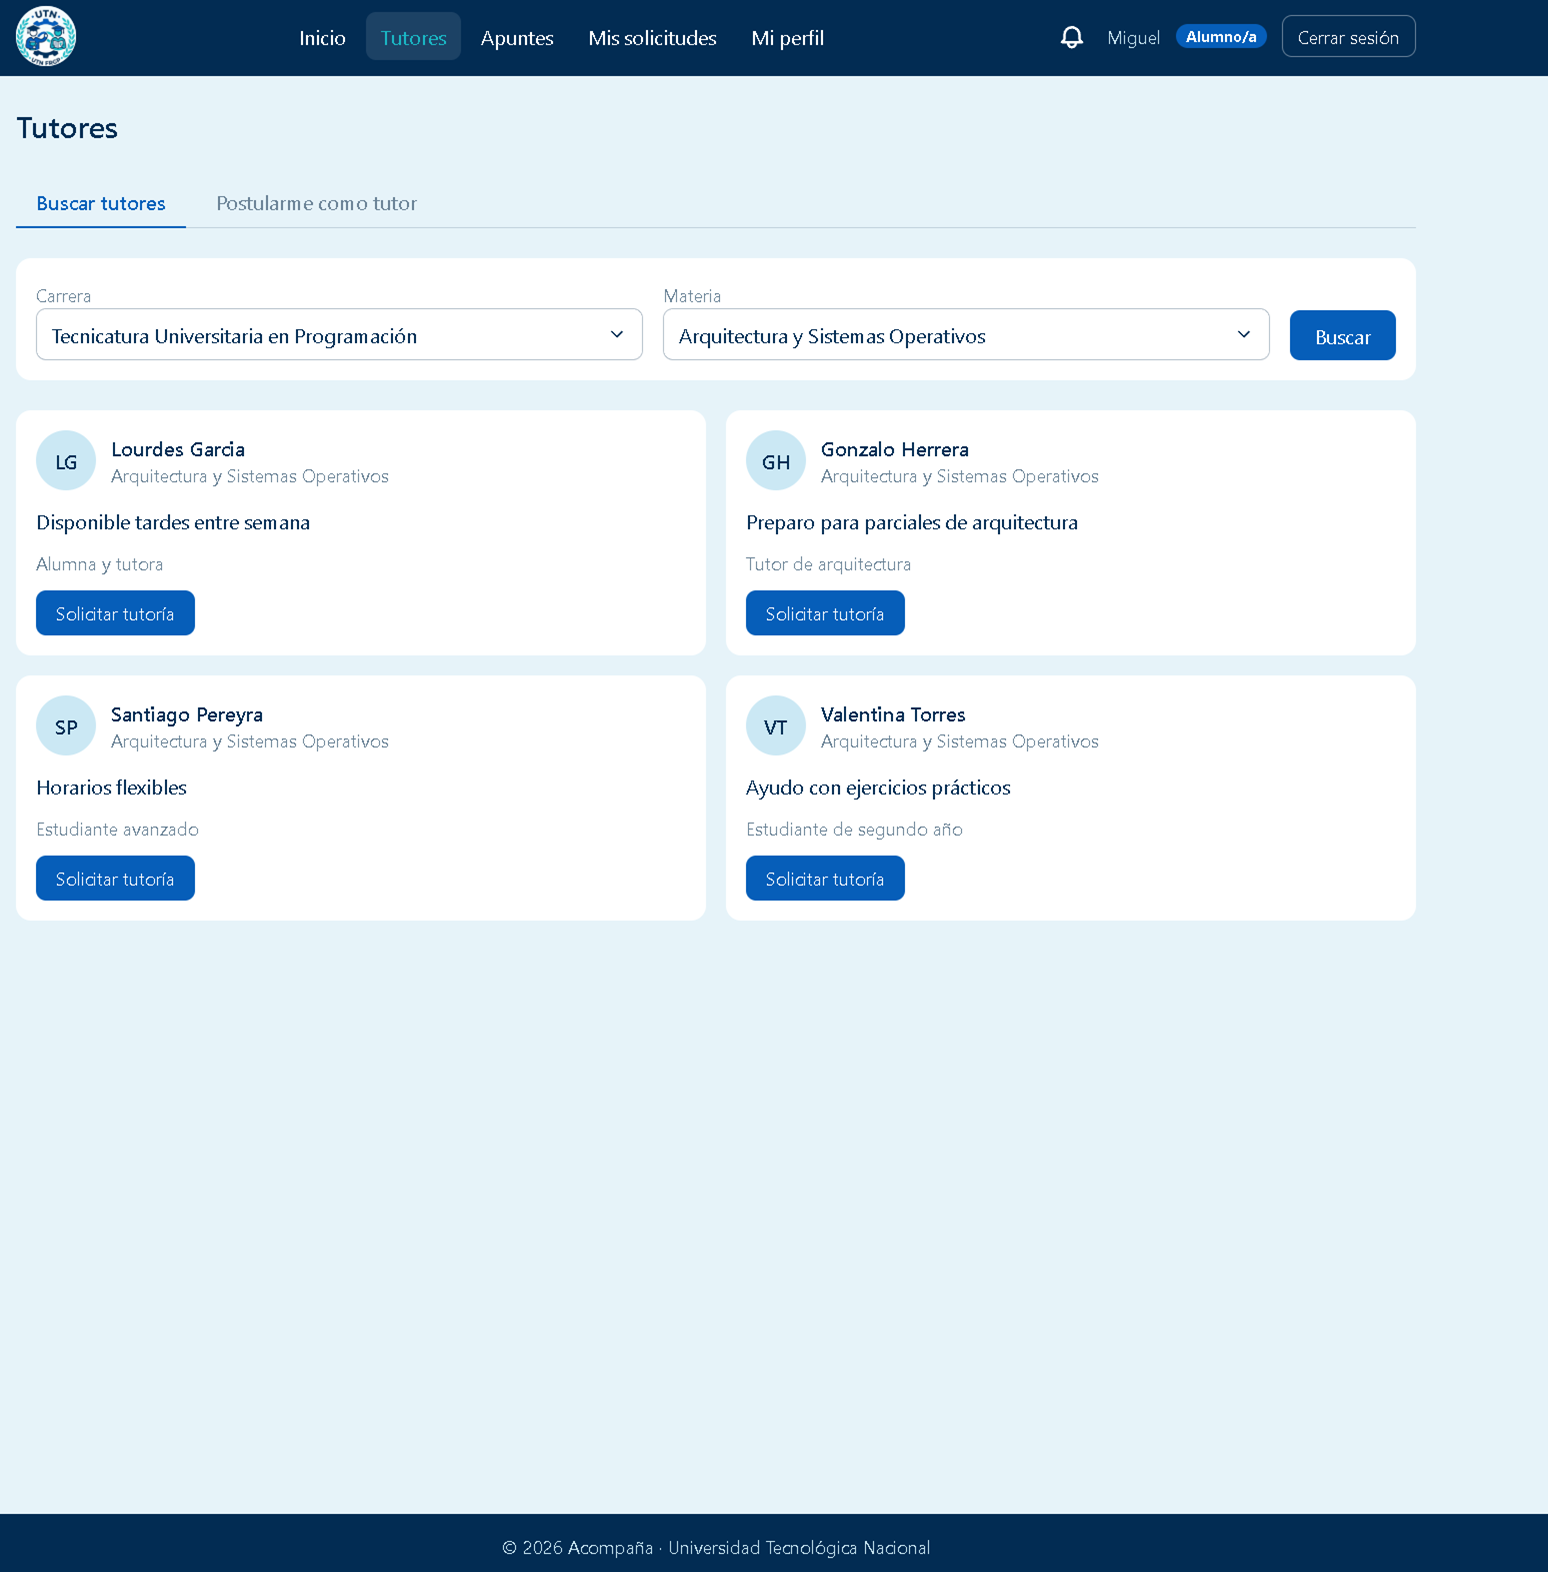 UTN
UTN FRGP
Inicio Tutores Apuntes Mis solicitudes Mi perfil Miguel Alumno/a Cerrar sesión
Tutores
Buscar tutores Postularme como tutor
Carrera Materia
Tecnicatura Universitaria en Programación Arquitectura y Sistemas Operativos Buscar
LG Lourdes Garcia
Arquitectura y Sistemas Operativos
Disponible tardes entre semana
Alumna y tutora
Solicitar tutoría
GH Gonzalo Herrera
Arquitectura y Sistemas Operativos
Preparo para parciales de arquitectura
Tutor de arquitectura
Solicitar tutoría
SP Santiago Pereyra
Arquitectura y Sistemas Operativos
Horarios flexibles
Estudiante avanzado
Solicitar tutoría
VT Valentina Torres
Arquitectura y Sistemas Operativos
Ayudo con ejercicios prácticos
Estudiante de segundo año
Solicitar tutoría
© 2026 Acompaña · Universidad Tecnológica Nacional